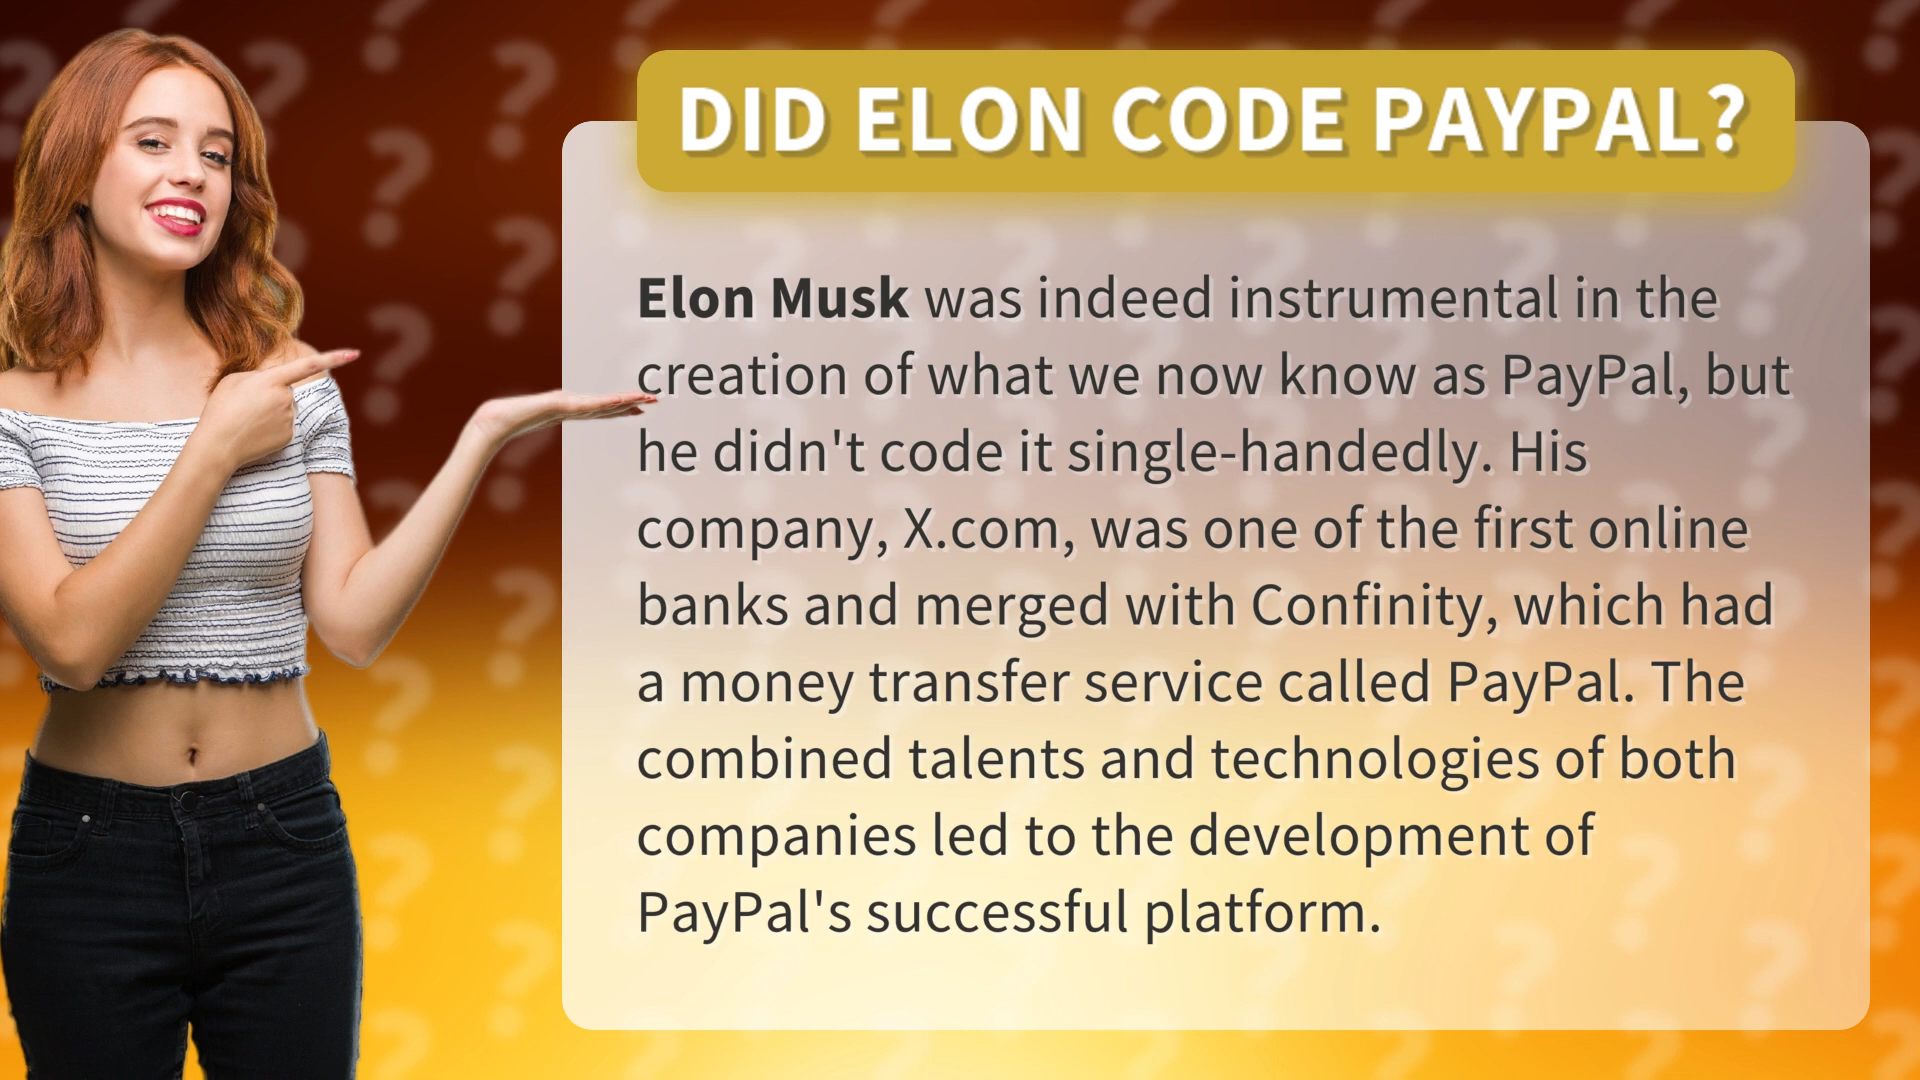 DID ELON CODE PAYPAL?
Elon Musk was indeed instrumental in the
creation of what we now know as PayPal, but
he didn't code it single-handedly. His
company, X.com, was one of the first online
banks and merged with Confinity, which had
a money transfer service called PayPal. The
combined talents and technologies of both
companies led to the development of
PayPal's successful platform.